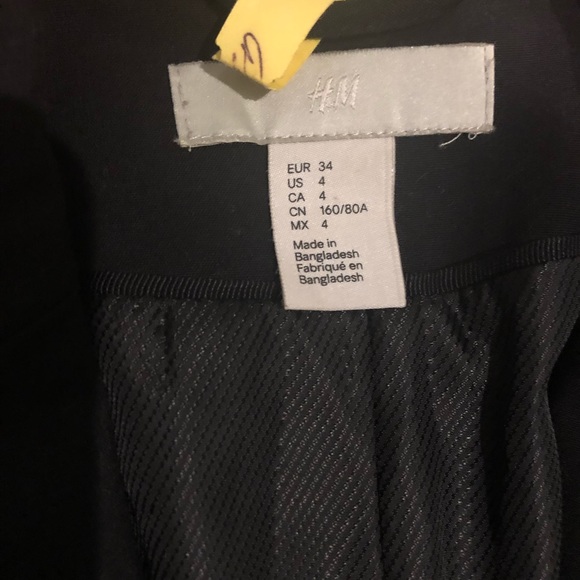 H&M
EUR 34
US 4
CA 4
CN 160/80A
MX 4
Made in
Bangladesh
Fabriqué en
Bangladesh